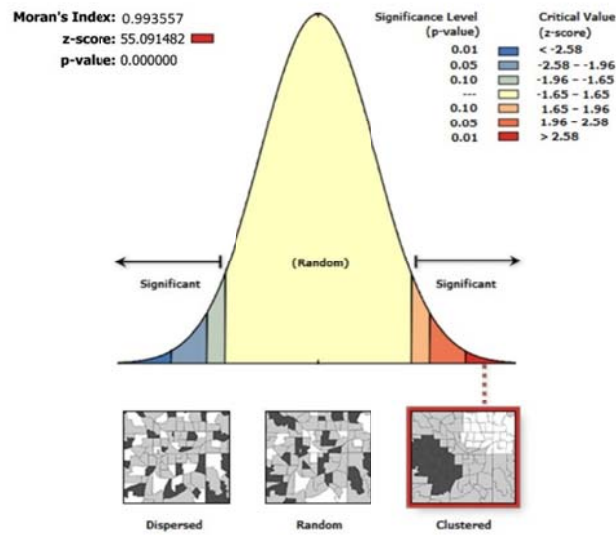 Moran's Index: 0.993557
z-score: 55.091482
p-value: 0.000000
Significance Level
(p-value)
Critical Value
(z-score)
0.01 < -2.58
0.05 -2.58 – -1.96
0.10 -1.96 – -1.65
--- -1.65 – 1.65
0.10 1.65 – 1.96
0.05 1.96 – 2.58
0.01 > 2.58
Significant
(Random)
Significant
Dispersed
Random
Clustered